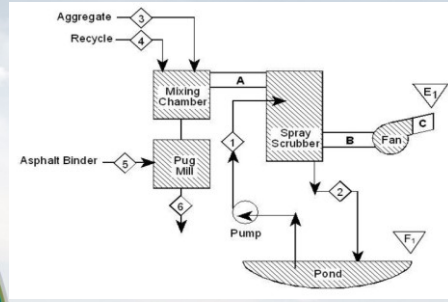 Aggregate 3
Recycle 4
A
E1
Mixing
Chamber
C
1
Spray
Scrubber
B
Fan
Asphalt Binder 5
Pug
Mill
2
6
Pump
F1
Pond